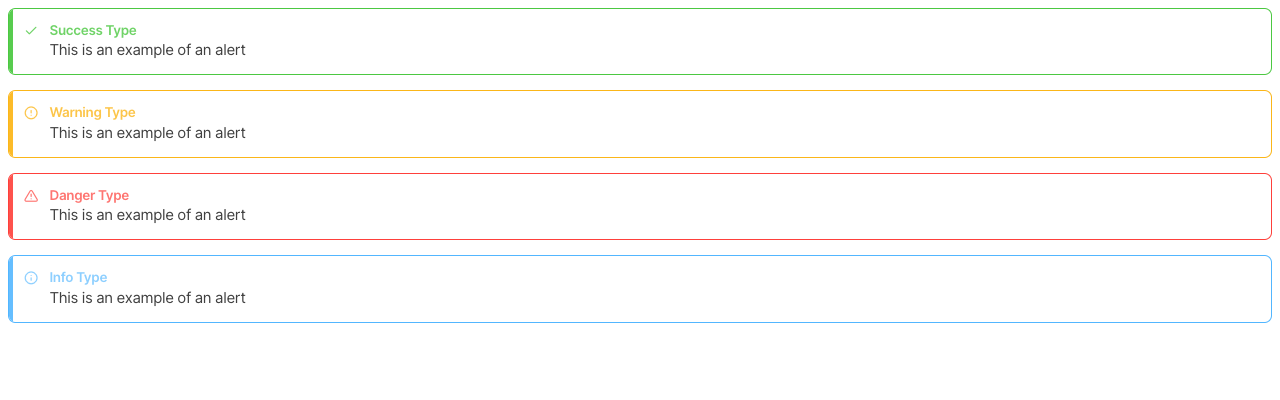 Success Type
This is an example of an alert
Warning Type
This is an example of an alert
Danger Type
This is an example of an alert
Info Type
This is an example of an alert